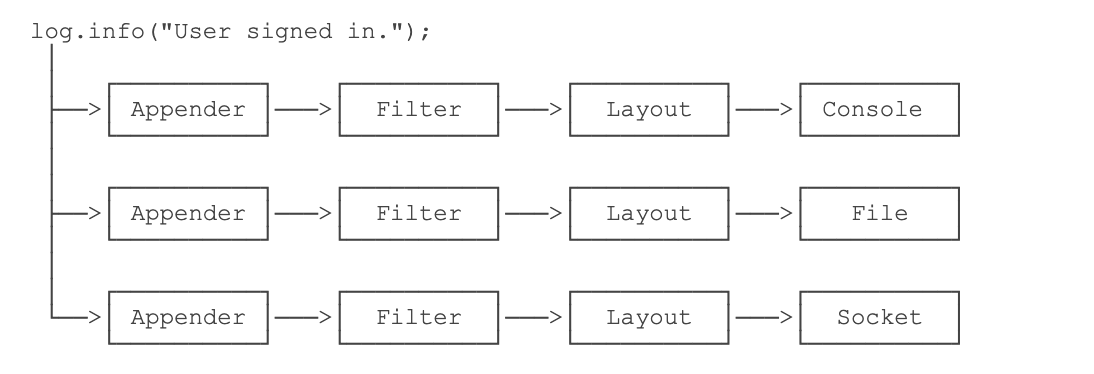 log.info("User signed in.");
Appender Filter Layout Console
Appender Filter Layout File
Appender Filter Layout Socket